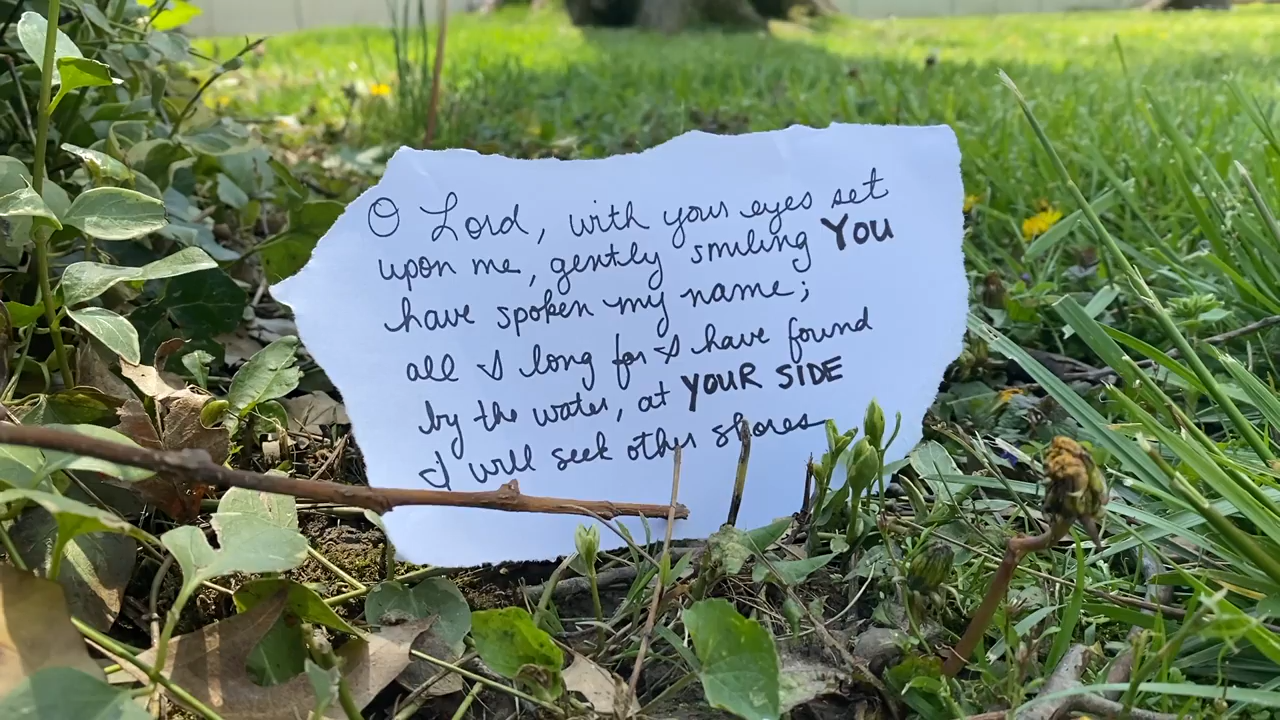 O Lord, with your eyes set
upon me, gently smiling YOU
have spoken my name;
all I long for I have found
by the water, at YOUR SIDE
I will seek other shores